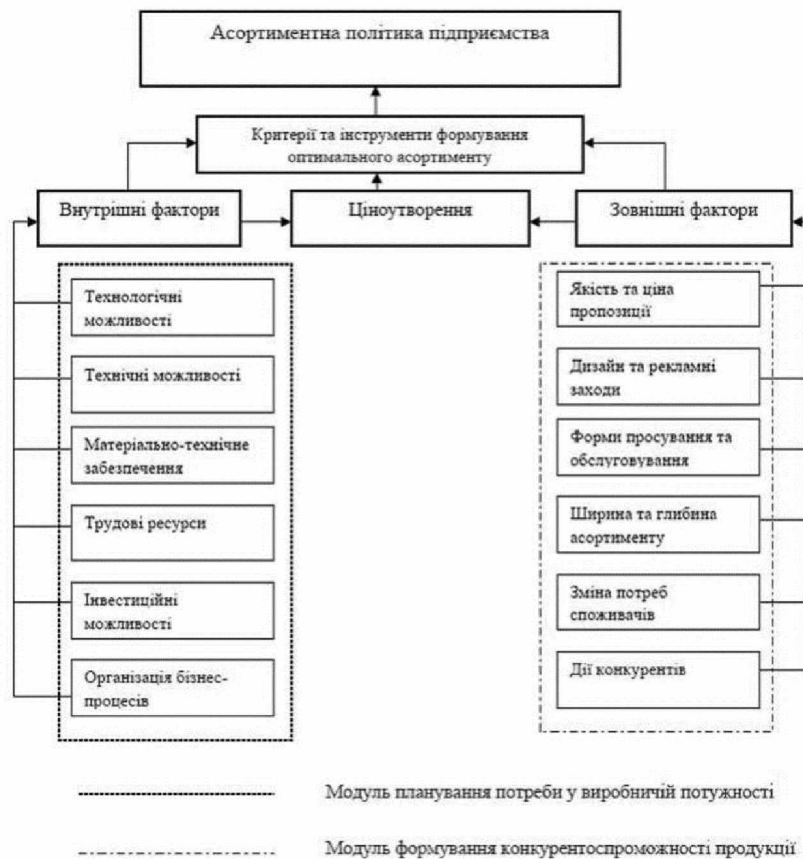 Асортиментна політика підприємства
Критерії та інструменти формування
оптимального асортименту
Внутрішні фактори
Ціноутворення
Зовнішні фактори
Технологічні
можливості
Технічні можливості
Матеріально-технічне
забезпечення
Трудові ресурси
Інвестиційні
можливості
Організація бізнес-
процесів
Якість та ціна
пропозиції
Дизайн та рекламні
заходи
Форми просування та
обслуговування
Ширина та глибина
асортименту
Зміна потреб
споживачів
Дії конкурентів
Модуль планування потреби у виробничій потужності
Модуль формування конкурентоспроможності продукції